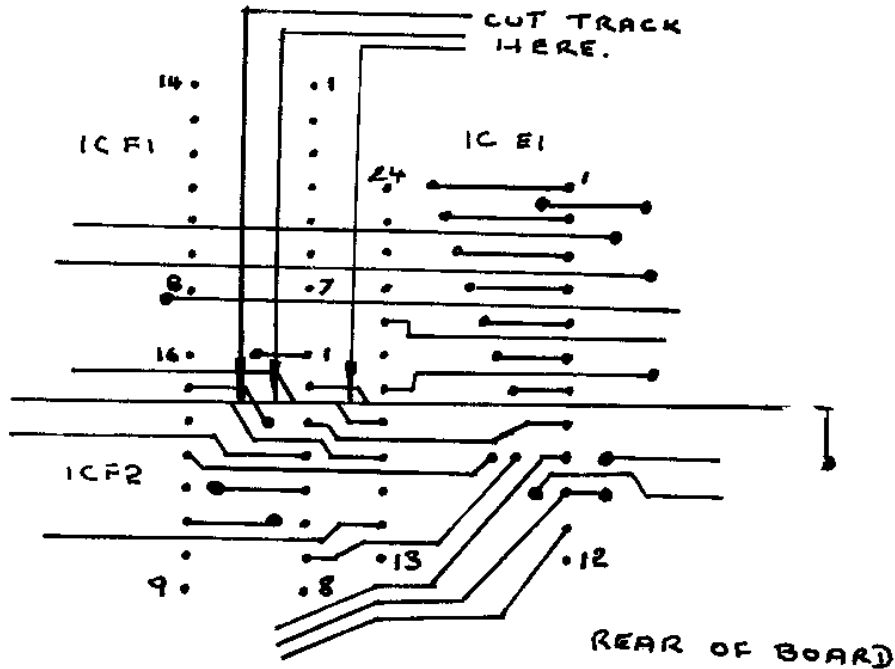 CUT TRACK
HERE.
14 1
IC F1
IC E1
24 1
8 7
16 1
ICF2
13
12
9 8
REAR OF BOARD